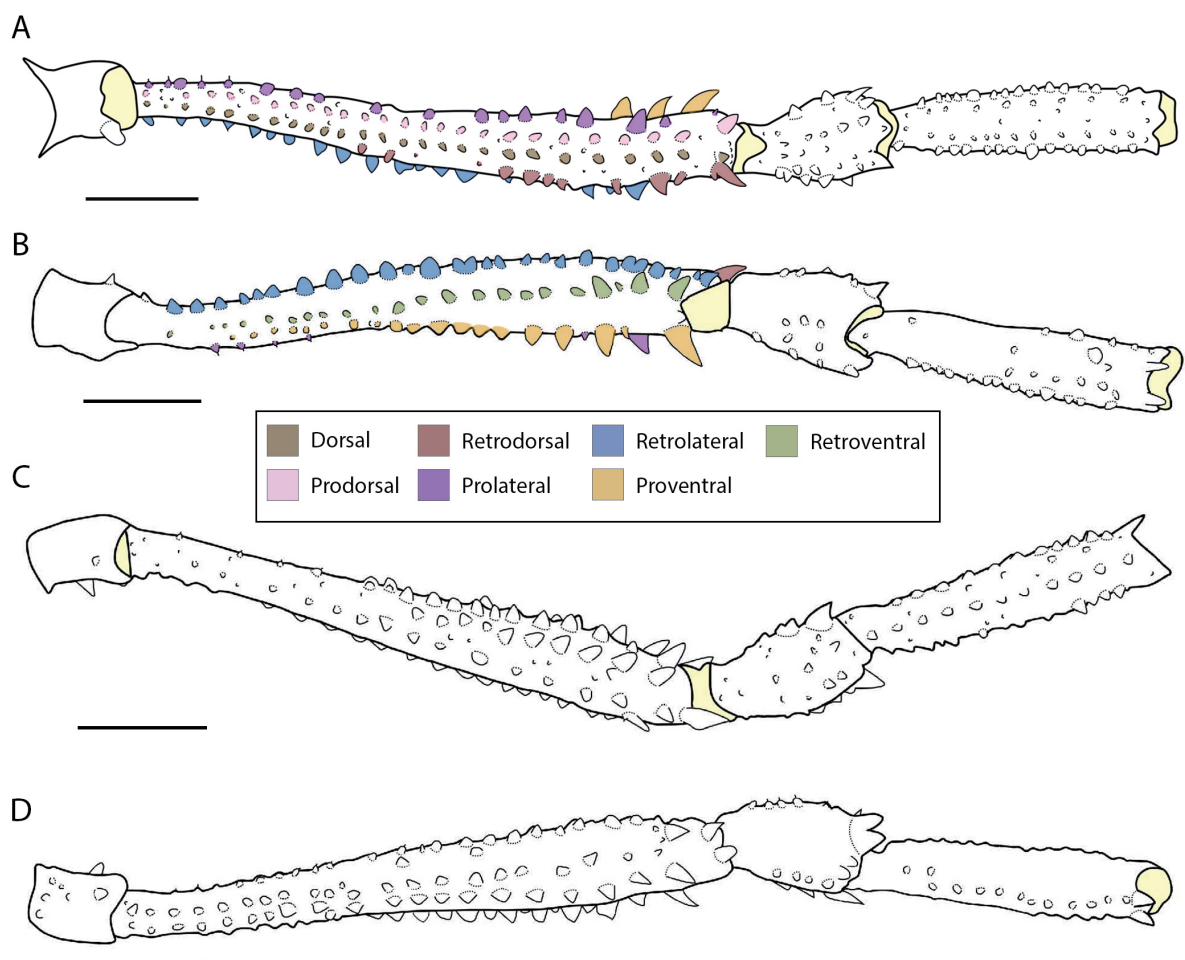 A
B
Dorsal Retrodorsal Retrolateral Retroventral
Prodorsal Prolateral Proventral
C
D